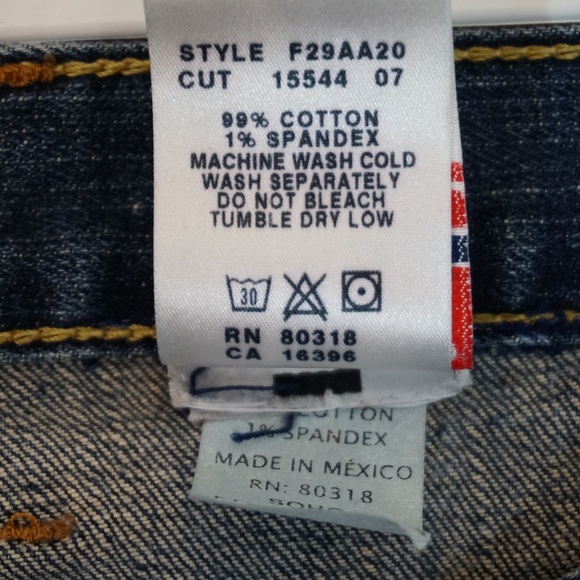 STYLE F29AA20
CUT 15544 07
99% COTTON
1% SPANDEX
MACHINE WASH COLD
WASH SEPARATELY
DO NOT BLEACH
TUMBLE DRY LOW
30
RN 80318
CA 16396
COTTON
1% SPANDEX
MADE IN MÉXICO
RN: 80318